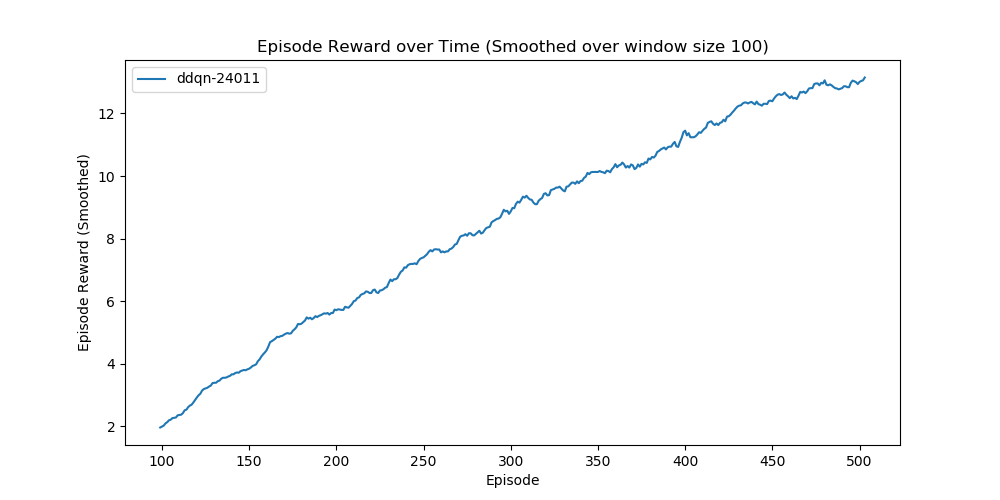 Episode Reward over Time (Smoothed over window size 100)
ddqn-24011
Episode Reward (Smoothed)
12
10
8
6
4
2
100 150 200 250 300 350 400 450 500
Episode